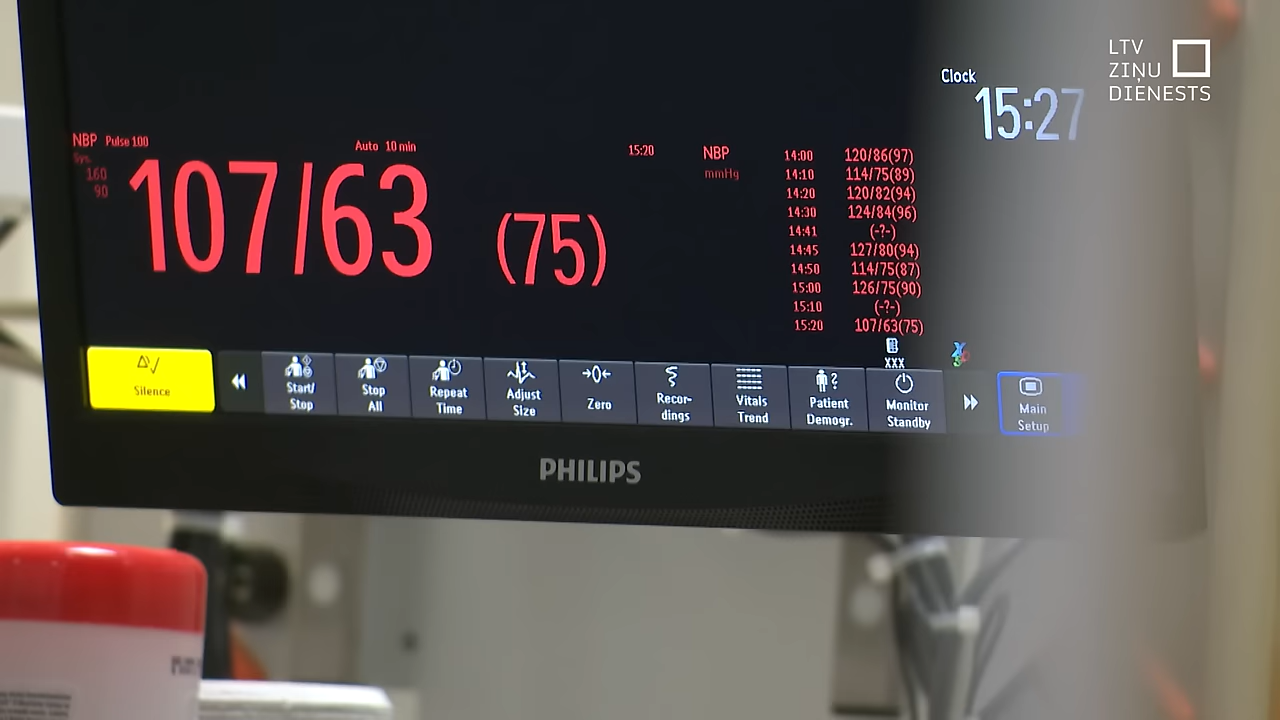 LTV
ZIŅU
DIENESTS
Clock
15:27
NBP Pulse 100
Auto 10 min
15:20
Sys.
160
90
107/63 (75)
NBP
mmHg
14:00 120/86(97)
14:10 114/75(89)
14:20 120/82(94)
14:30 124/84(96)
14:41 (-?-)
14:45 127/80(94)
14:50 114/75(87)
15:00 126/75(90)
15:10 (-?-)
15:20 107/63(75)
XXX
Silence
Start/
Stop
Stop
All
Repeat
Time
Adjust
Size
Zero
Recor-
dings
Vitals
Trend
Patient
Demogr.
Monitor
Standby
Main
Setup
PHILIPS